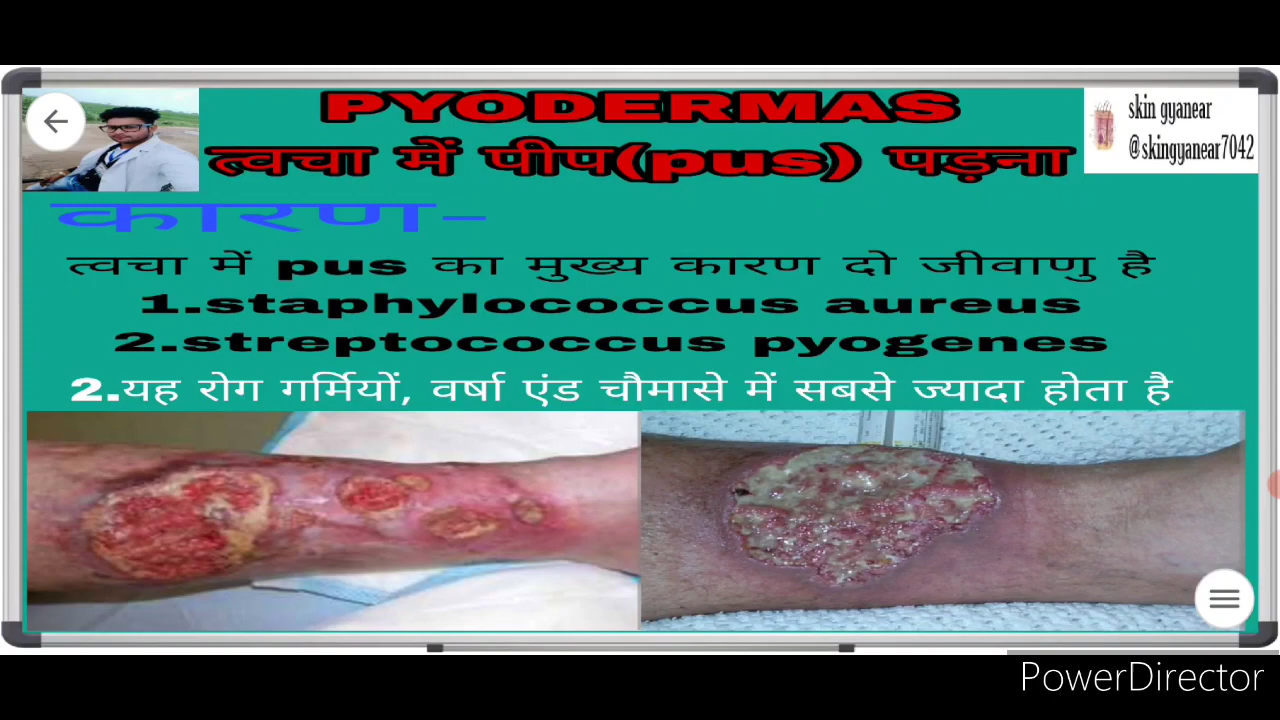 PYODERMAS
त्वचा में पीप(pus) पड़ना
skin gyanear
@skingyanear7042
कारण-
त्वचा में pus का मुख्य कारण दो जीवाणु है
1.staphylococcus aureus
2.streptococcus pyogenes
2.यह रोग गर्मियों, वर्षा एंड चौमासे में सबसे ज्यादा होता है
PowerDirector